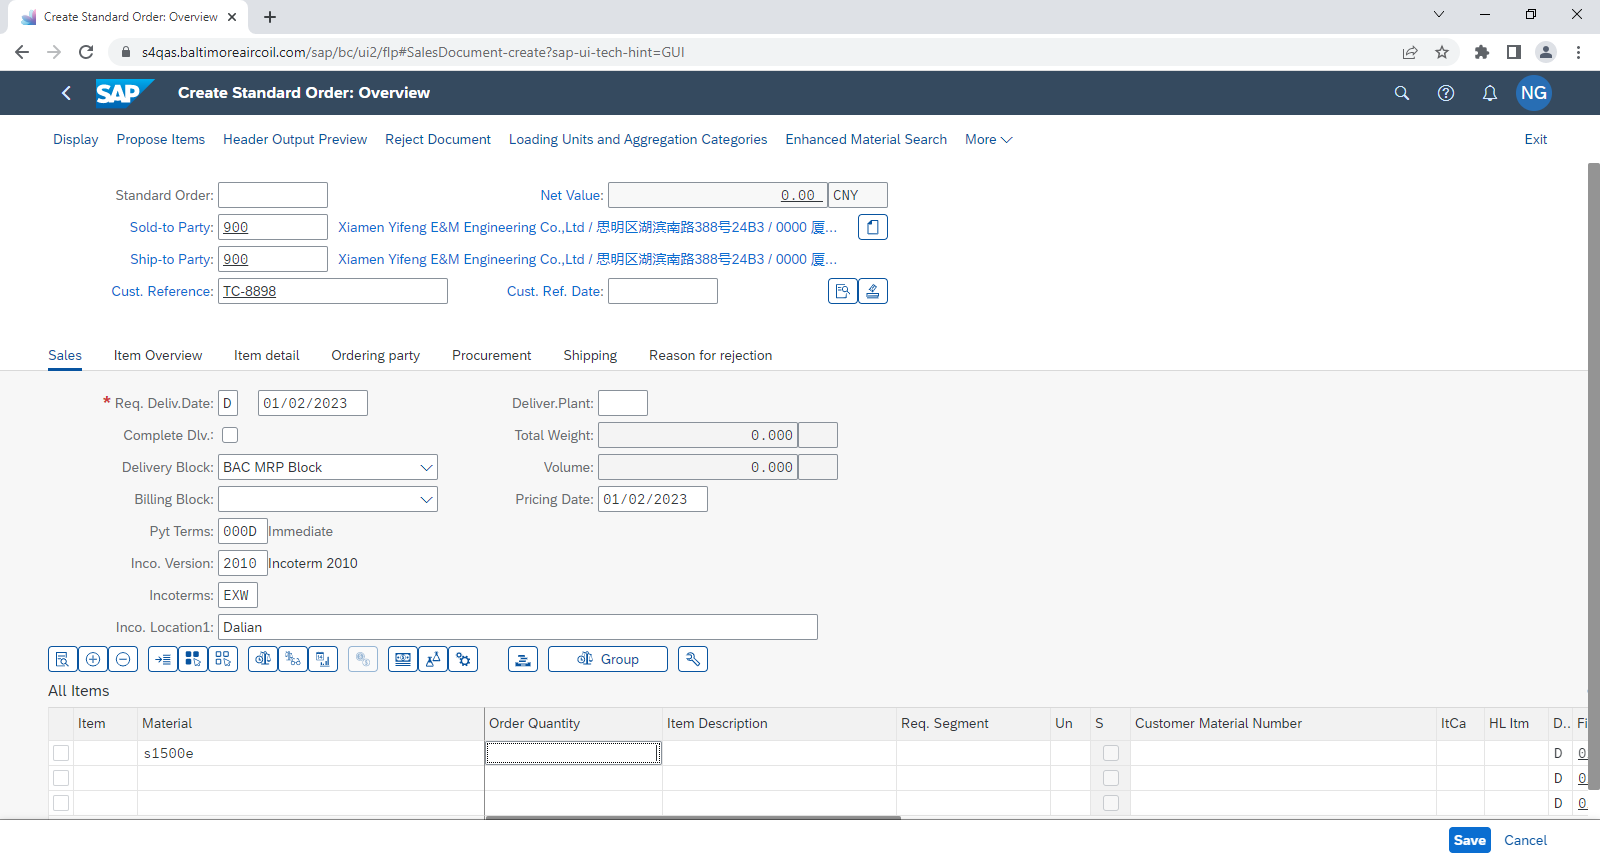 Create Standard Order: Overview
s4qas.baltimoreaircoil.com/sap/bc/ui2/flp#SalesDocument-create?sap-ui-tech-hint=GUI
SAP Create Standard Order: Overview NG
Display Propose Items Header Output Preview Reject Document Loading Units and Aggregation Categories Enhanced Material Search More Exit
Standard Order: Net Value: 0.00 CNY
Sold-to Party: 900 Xiamen Yifeng E&M Engineering Co.,Ltd / 思明区湖滨南路388号24B3 / 0000 厦...
Ship-to Party: 900 Xiamen Yifeng E&M Engineering Co.,Ltd / 思明区湖滨南路388号24B3 / 0000 厦...
Cust. Reference: TC-8898 Cust. Ref. Date:
Sales Item Overview Item detail Ordering party Procurement Shipping Reason for rejection
* Req. Deliv.Date: D 01/02/2023 Deliver.Plant:
Complete Dlv.: Total Weight: 0.000
Delivery Block: BAC MRP Block Volume: 0.000
Billing Block: Pricing Date: 01/02/2023
Pyt Terms: 000D Immediate
Inco. Version: 2010 Incoterm 2010
Incoterms: EXW
Inco. Location1: Dalian
Group
All Items
Item Material Order Quantity Item Description Req. Segment Un S Customer Material Number ItCa HL Itm D.. Fi
s1500e D 0
D 0
D 0
Save Cancel